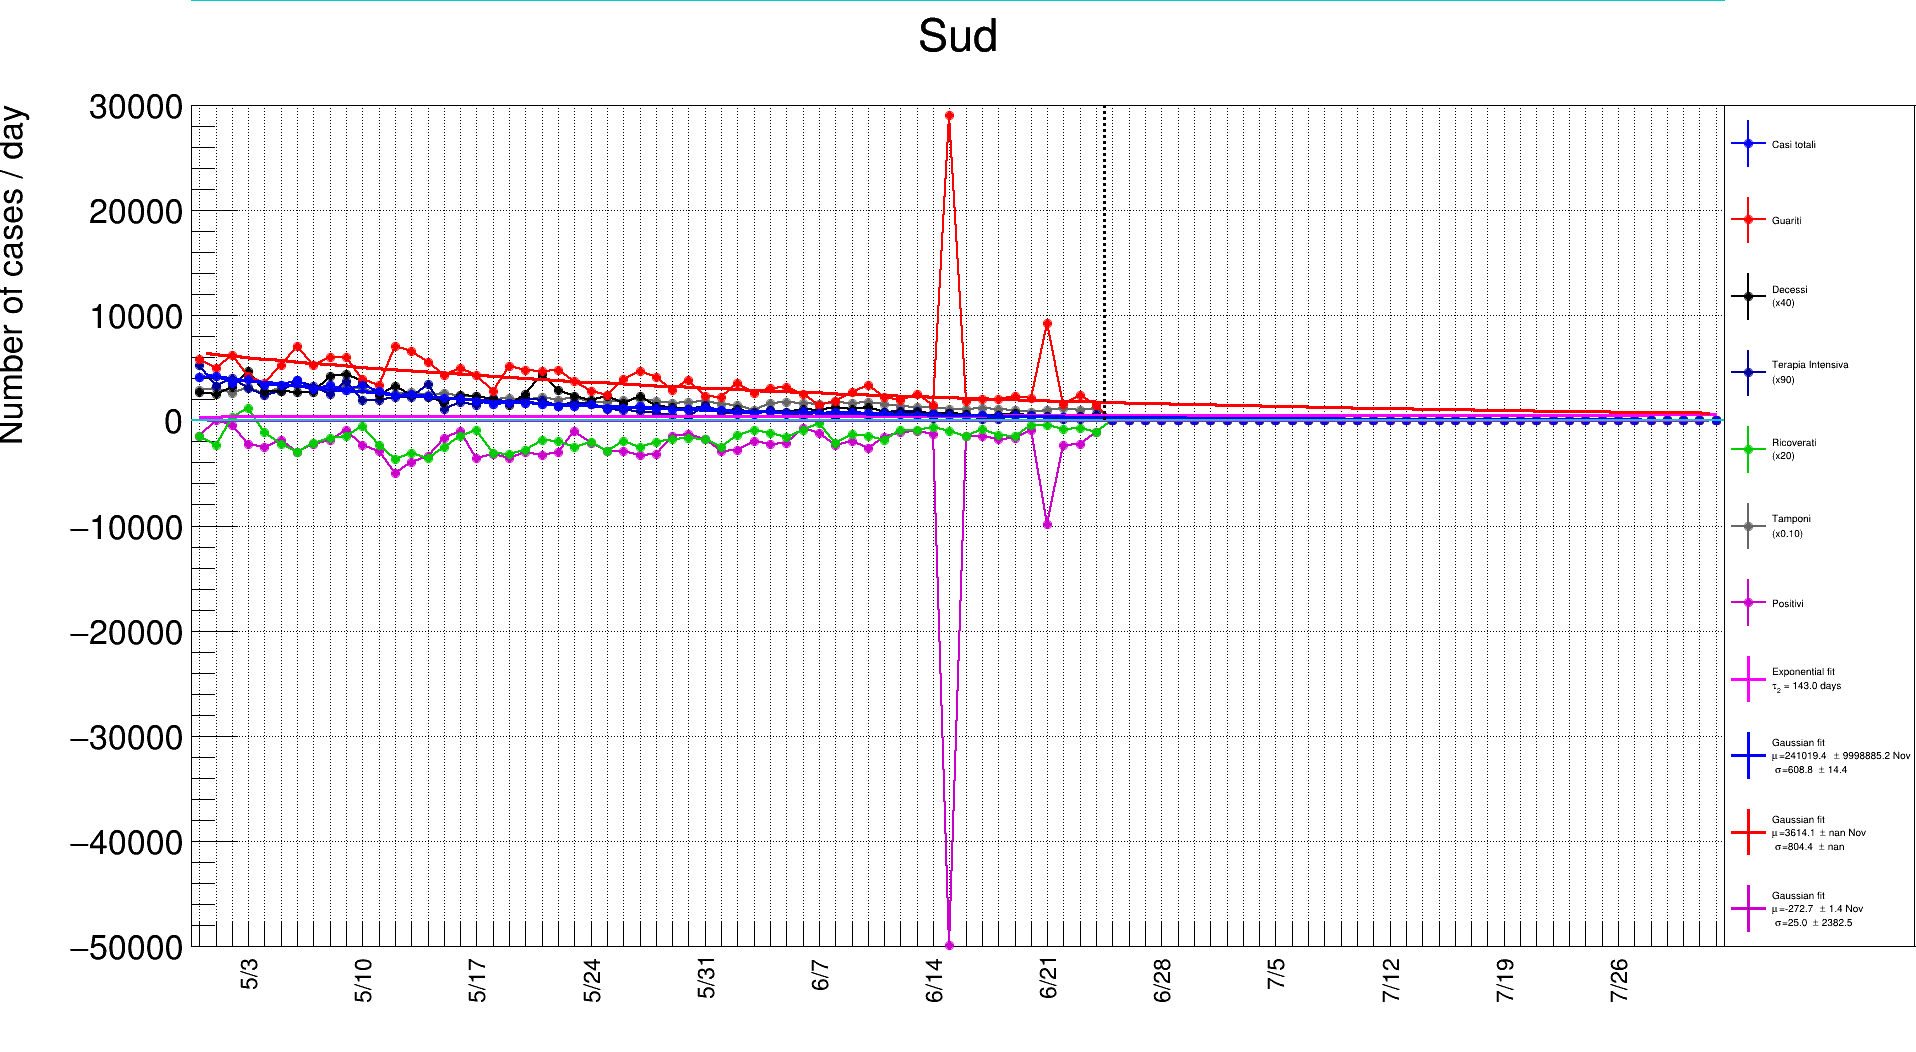 Sud
Number of cases / day
30000
20000
10000
0
−10000
−20000
−30000
−40000
−50000
5/3
5/10
5/17
5/24
5/31
6/7
6/14
6/21
6/28
7/5
7/12
7/19
7/26
Casi totali
Guariti
Decessi
(x40)
Terapia Intensiva
(x90)
Ricoverati
(x20)
Tamponi
(x0.10)
Positivi
Exponential fit
τ₂ = 143.0 days
Gaussian fit
μ=241019.4 ± 9998885.2 Nov
σ=608.8 ± 14.4
Gaussian fit
μ=3614.1 ± nan Nov
σ=804.4 ± nan
Gaussian fit
μ=-272.7 ± 1.4 Nov
σ=25.0 ± 2382.5